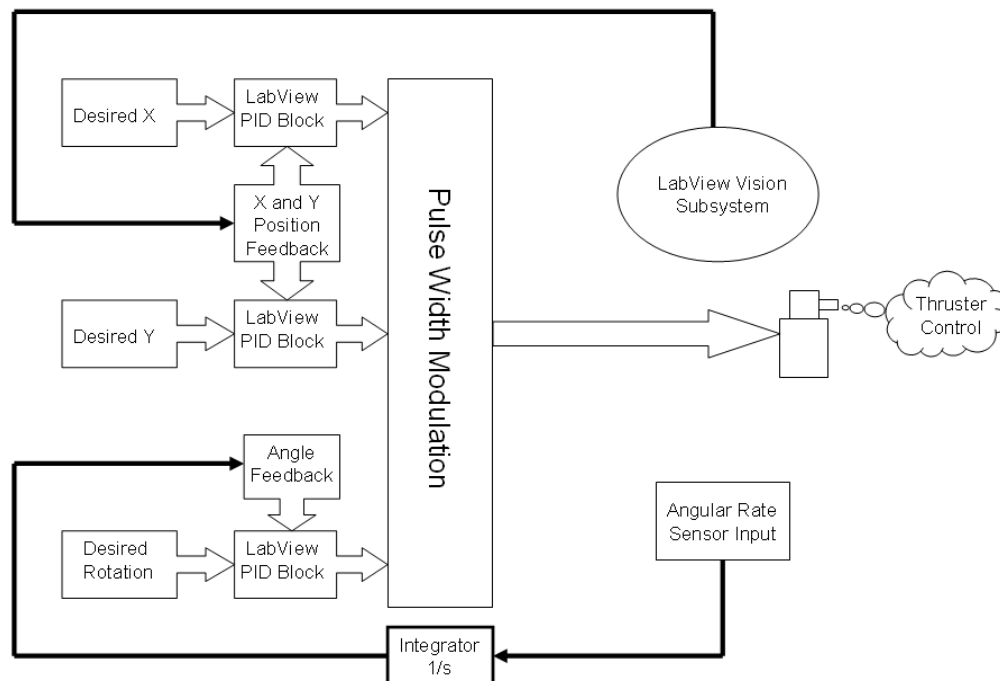 Desired X
LabView
PID Block
X and Y
Position
Feedback
Desired Y
LabView
PID Block
Angle
Feedback
Desired
Rotation
LabView
PID Block
Pulse Width Modulation
LabView Vision
Subsystem
Thruster
Control
Angular Rate
Sensor Input
Integrator
1/s